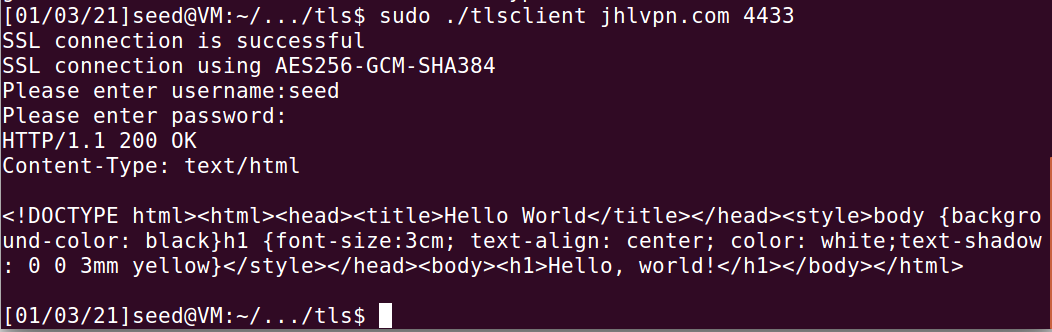 [01/03/21]seed@VM:~/.../tls$ sudo ./tlsclient jhlvpn.com 4433
SSL connection is successful
SSL connection using AES256-GCM-SHA384
Please enter username:seed
Please enter password:
HTTP/1.1 200 OK
Content-Type: text/html
<!DOCTYPE html><html><head><title>Hello World</title></head><style>body {backgro
und-color: black}h1 {font-size:3cm; text-align: center; color: white;text-shadow
: 0 0 3mm yellow}</style></head><body><h1>Hello, world!</h1></body></html>
[01/03/21]seed@VM:~/.../tls$